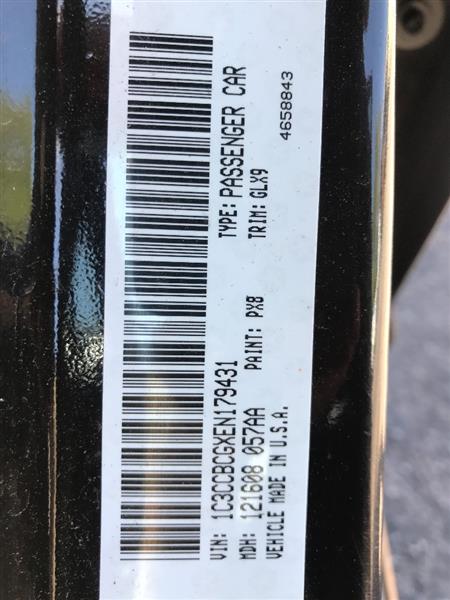 VIN: 1C3CCBCGXEN179431 TYPE: PASSENGER CAR
MDH: 121608 057AA PAINT: PX8 TRIM: GLX9
VEHICLE MADE IN U.S.A. 4658843